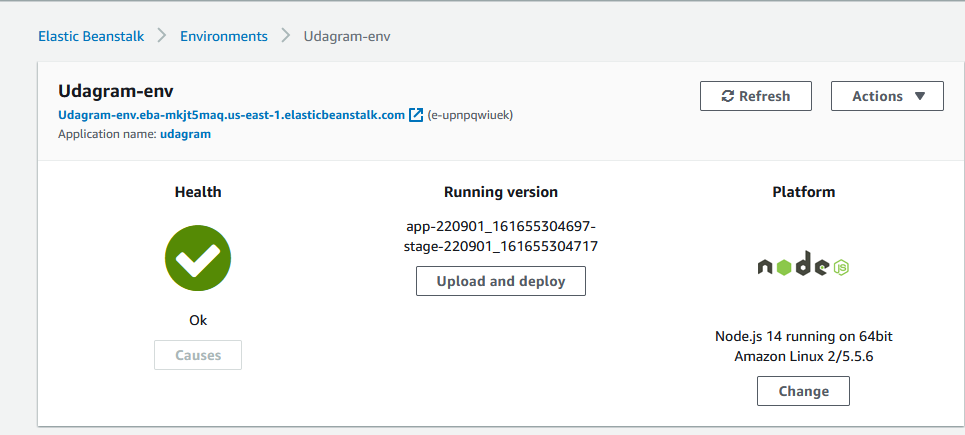 Elastic Beanstalk > Environments > Udagram-env
Udagram-env
Refresh
Actions
Udagram-env.eba-mkjt5maq.us-east-1.elasticbeanstalk.com (e-upnpqwiuek)
Application name: udagram
Health
Ok
Causes
Running version
app-220901_161655304697-
stage-220901_161655304717
Upload and deploy
Platform
node JS
Node.js 14 running on 64bit
Amazon Linux 2/5.5.6
Change